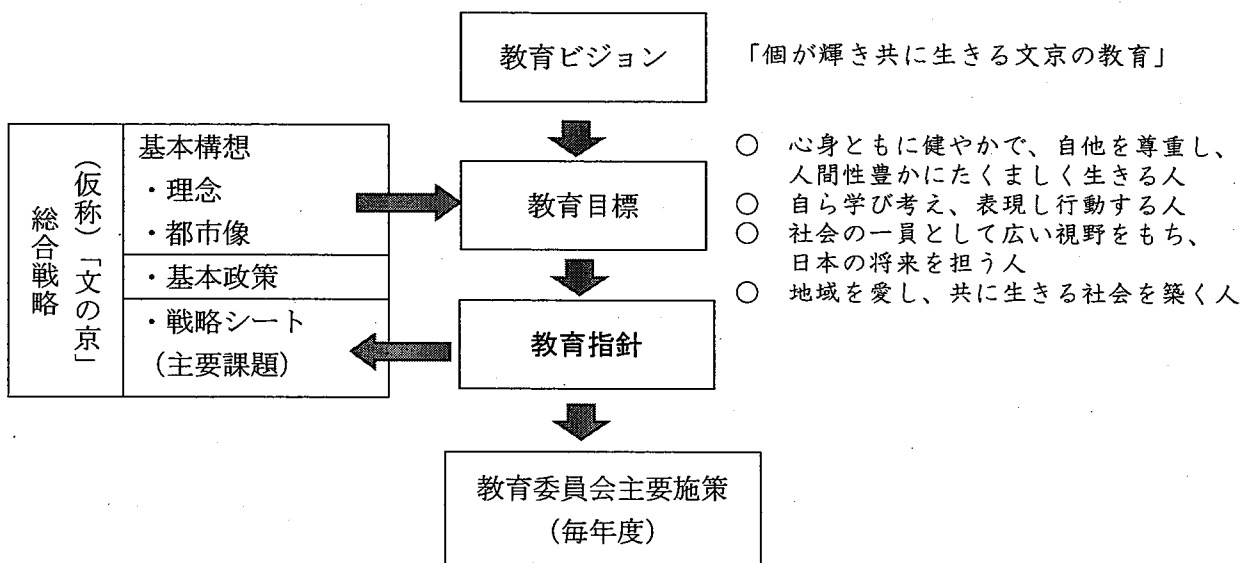 教育ビジョン
「個が輝き共に生きる文京の教育」
(仮称)「文の京」
総合戦略
基本構想
・理念
・都市像
・基本政策
・戦略シート
(主要課題)
教育目標
○ 心身ともに健やかで、自他を尊重し、
人間性豊かにたくましく生きる人
○ 自ら学び考え、表現し行動する人
○ 社会の一員として広い視野をもち、
日本の将来を担う人
○ 地域を愛し、共に生きる社会を築く人
教育指針
教育委員会主要施策
(毎年度)